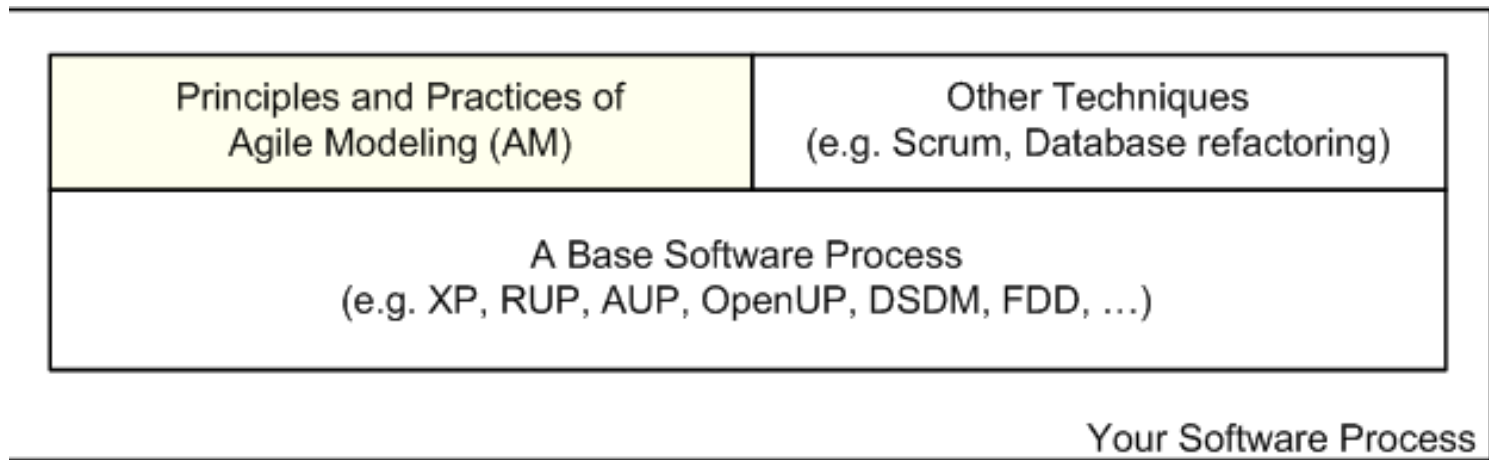 Principles and Practices of
Agile Modeling (AM)
Other Techniques
(e.g. Scrum, Database refactoring)
A Base Software Process
(e.g. XP, RUP, AUP, OpenUP, DSDM, FDD, …)
Your Software Process